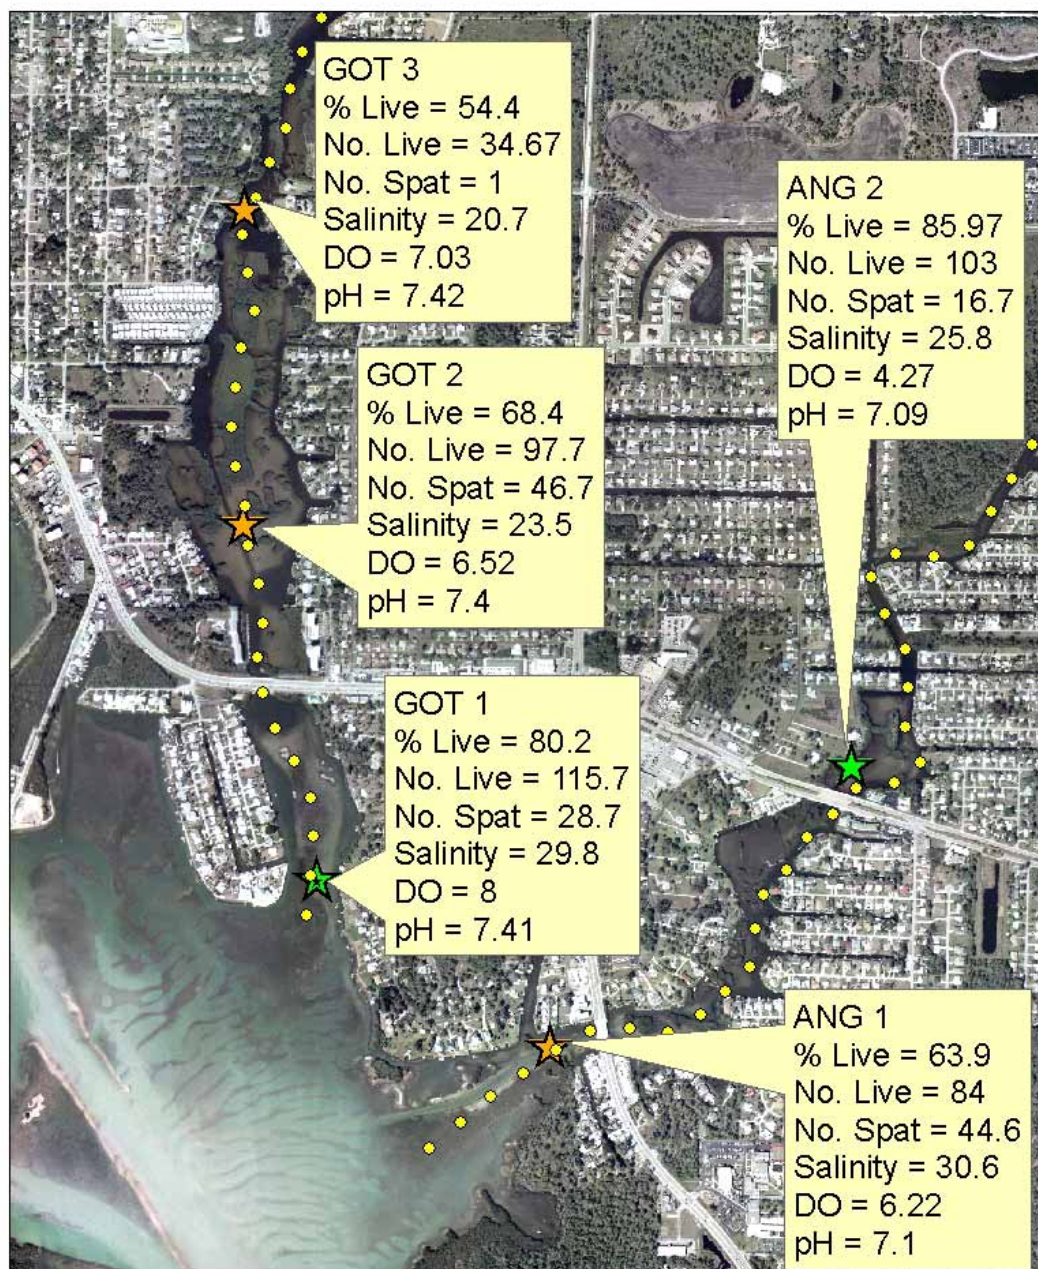 GOT 3
% Live = 54.4
No. Live = 34.67
No. Spat = 1
Salinity = 20.7
DO = 7.03
pH = 7.42
ANG 2
% Live = 85.97
No. Live = 103
No. Spat = 16.7
Salinity = 25.8
DO = 4.27
pH = 7.09
GOT 2
% Live = 68.4
No. Live = 97.7
No. Spat = 46.7
Salinity = 23.5
DO = 6.52
pH = 7.4
GOT 1
% Live = 80.2
No. Live = 115.7
No. Spat = 28.7
Salinity = 29.8
DO = 8
pH = 7.41
ANG 1
% Live = 63.9
No. Live = 84
No. Spat = 44.6
Salinity = 30.6
DO = 6.22
pH = 7.1